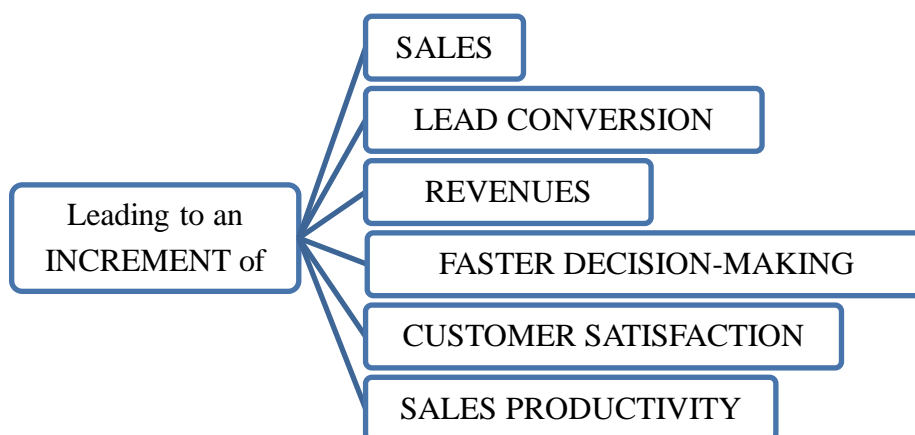 Leading to an
INCREMENT of
SALES
LEAD CONVERSION
REVENUES
FASTER DECISION-MAKING
CUSTOMER SATISFACTION
SALES PRODUCTIVITY